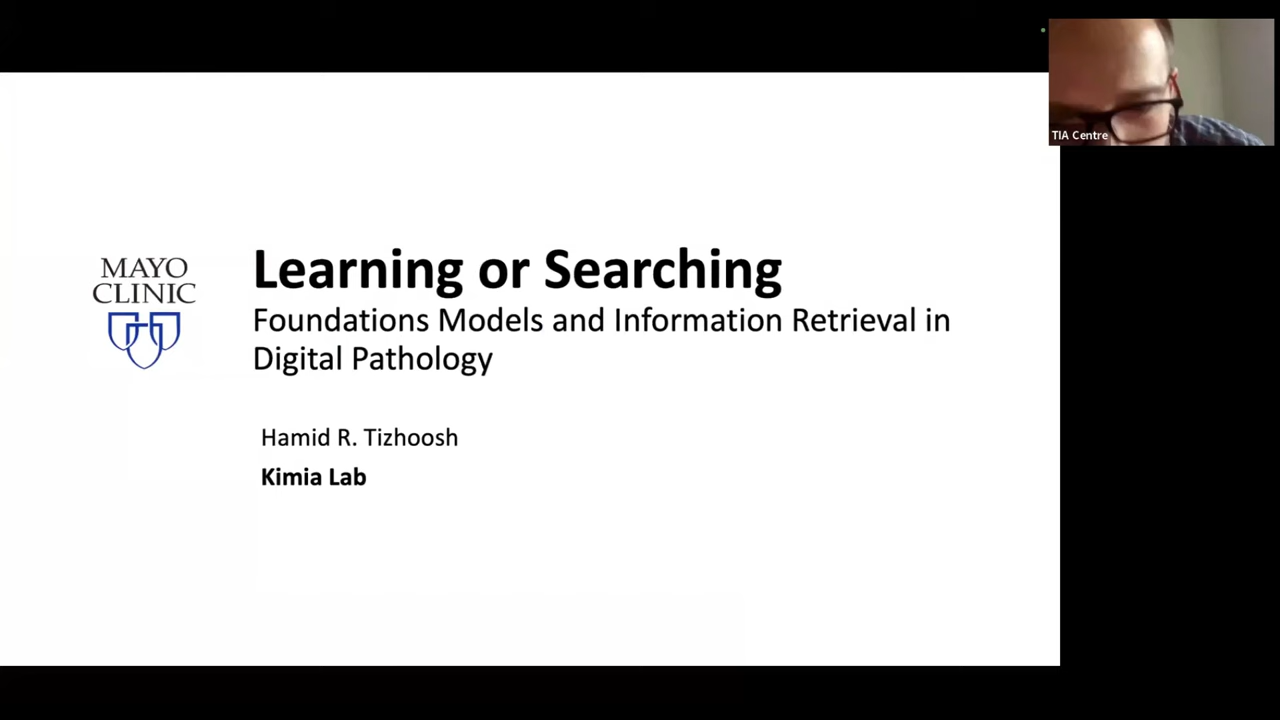 TIA Centre
MAYO
CLINIC
Learning or Searching
Foundations Models and Information Retrieval in
Digital Pathology
Hamid R. Tizhoosh
Kimia Lab